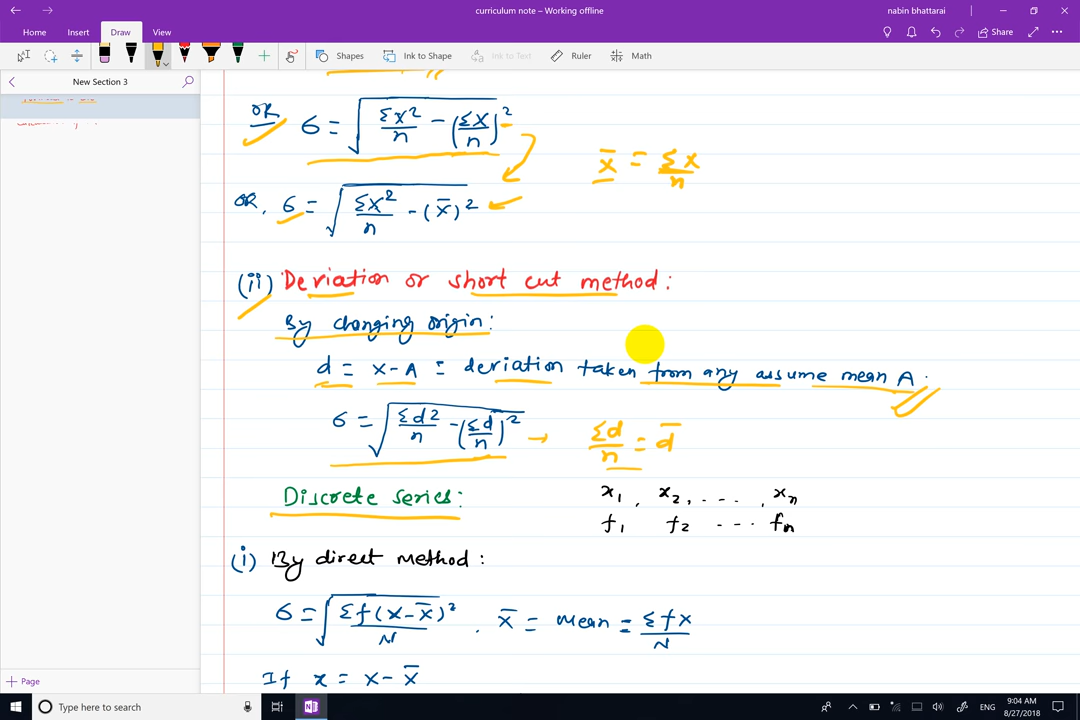 curriculum note – Working offline
nabin bhattarai
Home Insert Draw View
Share
Shapes Ink to Shape Ink to Text Ruler Math
New Section 3
OR σ = √(Σx²/n − (Σx/n)²)
x̄ = Σx/n
OR, σ = √(Σx²/n − (x̄)²)
(ii) Deviation or short cut method:
By changing origin:
d = x-A = deviation taken from any assume mean A.
σ = √(Σd²/n − (Σd/n)²) → Σd/n = d̄
Discrete series: x₁, x₂, ...., xₙ
f₁ f₂ .... fₙ
(i) By direct method:
σ = √(Σf(x-x̄)²/N) . x̄ = mean = Σfx/N
If x = x- x̄
Page
Type here to search
ENG
9:04 AM
8/27/2018